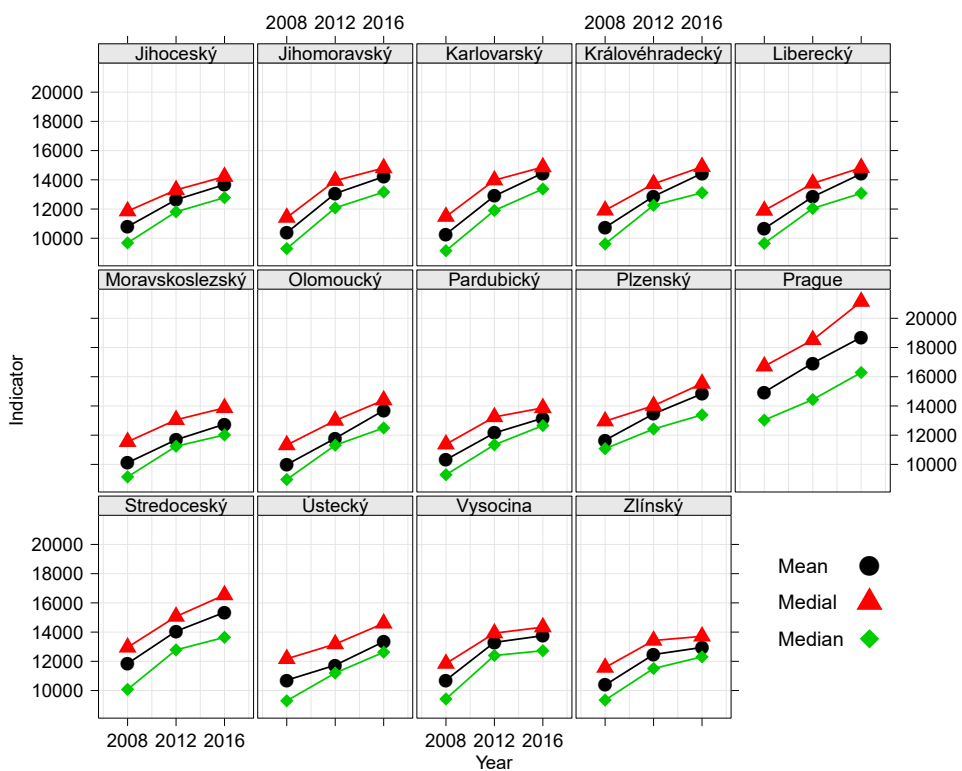 2008 2012 2016 2008 2012 2016
Jihoceský Jihomoravský Karlovarský Královéhradecký Liberecký
20000
18000
16000
14000
12000
10000
Moravskoslezský Olomoucký Pardubický Plzenský Prague
20000
18000
16000
14000
12000
10000
Indicator
Stredoceský Ústecký Vysocina Zlínský
20000
18000
16000
14000
12000
10000
Mean
Medial
Median
2008 2012 2016 2008 2012 2016
Year